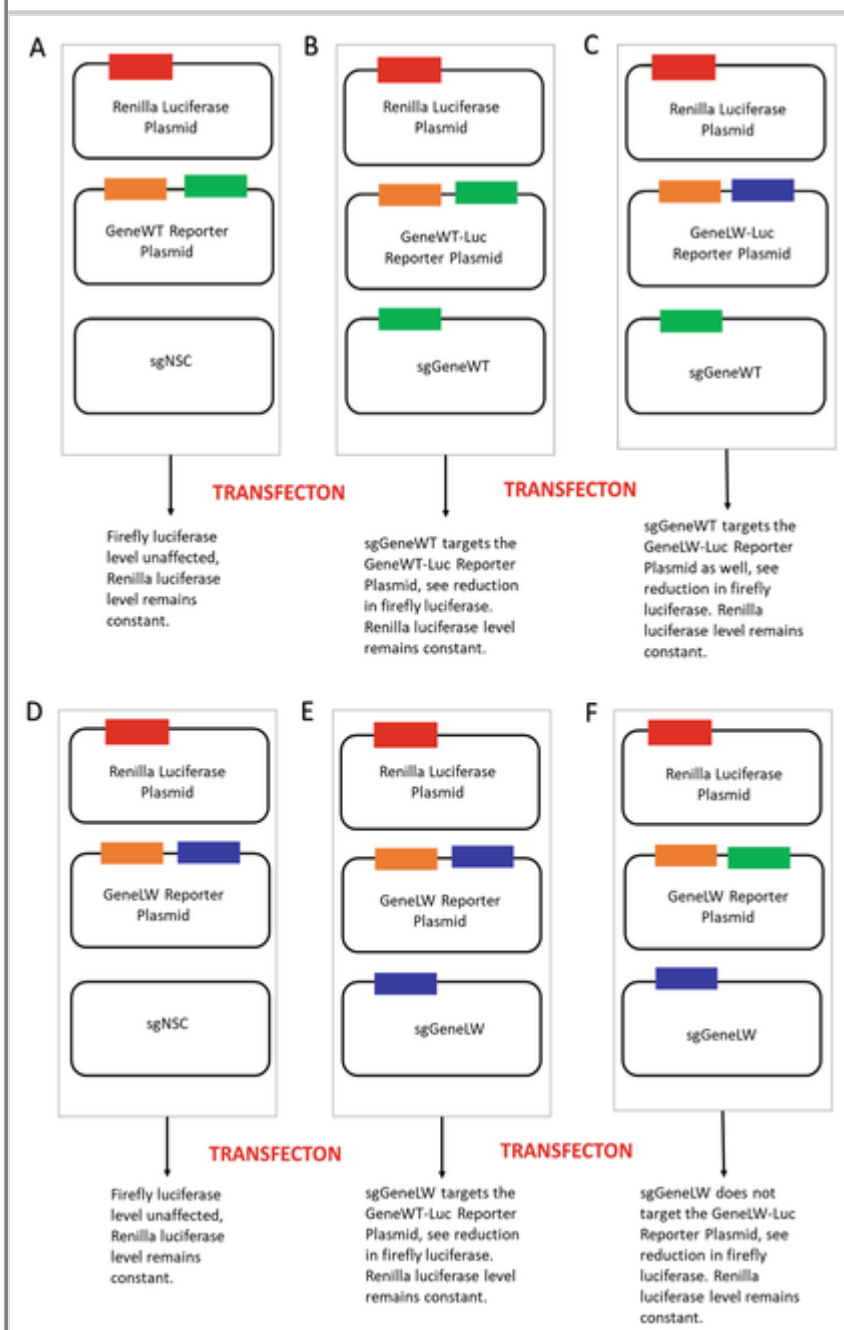 A
B
C
Renilla Luciferase
Plasmid
Renilla Luciferase
Plasmid
Renilla Luciferase
Plasmid
GeneWT Reporter
Plasmid
GeneWT-Luc
Reporter Plasmid
GeneLW-Luc
Reporter Plasmid
sgNSC
sgGeneWT
sgGeneWT
TRANSFECTON
TRANSFECTON
Firefly luciferase
level unaffected,
Renilla luciferase
level remains
constant.
sgGeneWT targets the
GeneWT-Luc Reporter
Plasmid, see reduction
in firefly luciferase.
Renilla luciferase level
remains constant.
sgGeneWT targets the
GeneLW-Luc Reporter
Plasmid as well, see
reduction in firefly
luciferase. Renilla
luciferase level remains
constant.
D
E
F
Renilla Luciferase
Plasmid
Renilla Luciferase
Plasmid
Renilla Luciferase
Plasmid
GeneLW Reporter
Plasmid
GeneLW Reporter
Plasmid
GeneLW Reporter
Plasmid
sgNSC
sgGeneLW
sgGeneLW
TRANSFECTON
TRANSFECTON
Firefly luciferase
level unaffected,
Renilla luciferase
level remains
constant.
sgGeneLW targets the
GeneWT-Luc Reporter
Plasmid, see reduction
in firefly luciferase.
Renilla luciferase level
remains constant.
sgGeneLW does not
target the GeneLW-Luc
Reporter Plasmid, see
reduction in firefly
luciferase. Renilla
luciferase level remains
constant.